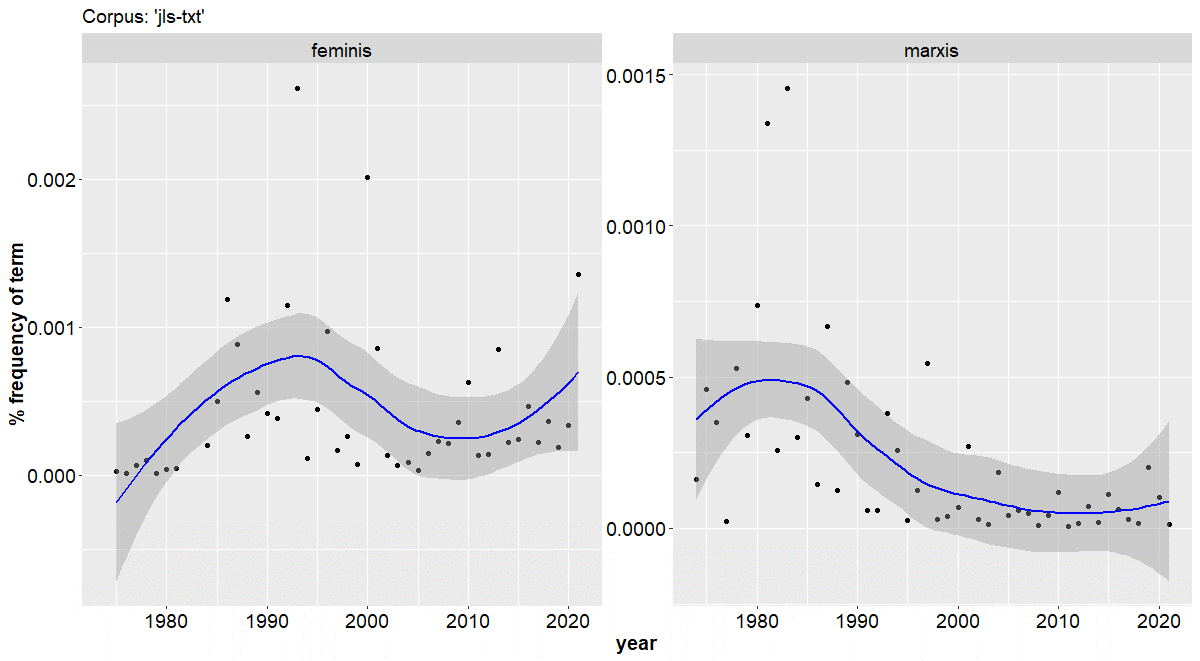 Corpus: 'jls-txt'
feminis
marxis
% frequency of term
0.002
0.001
0.000
0.0015
0.0010
0.0005
0.0000
1980 1990 2000 2010 2020
1980 1990 2000 2010 2020
year